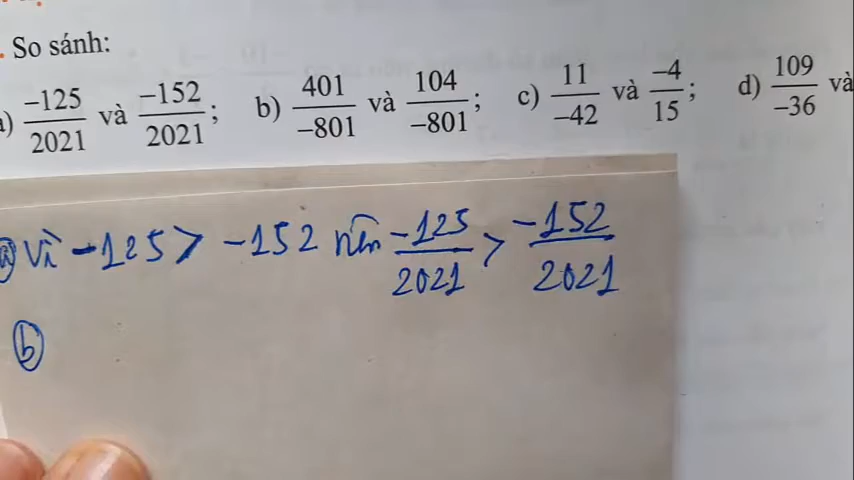 So sánh:
a) −125/2021 và −152/2021; b) 401/−801 và 104/−801; c) 11/−42 và −4/15; d) 109/−36 và
ⓐ Vì −125 > −152 nên −125/2021 > −152/2021
ⓑ